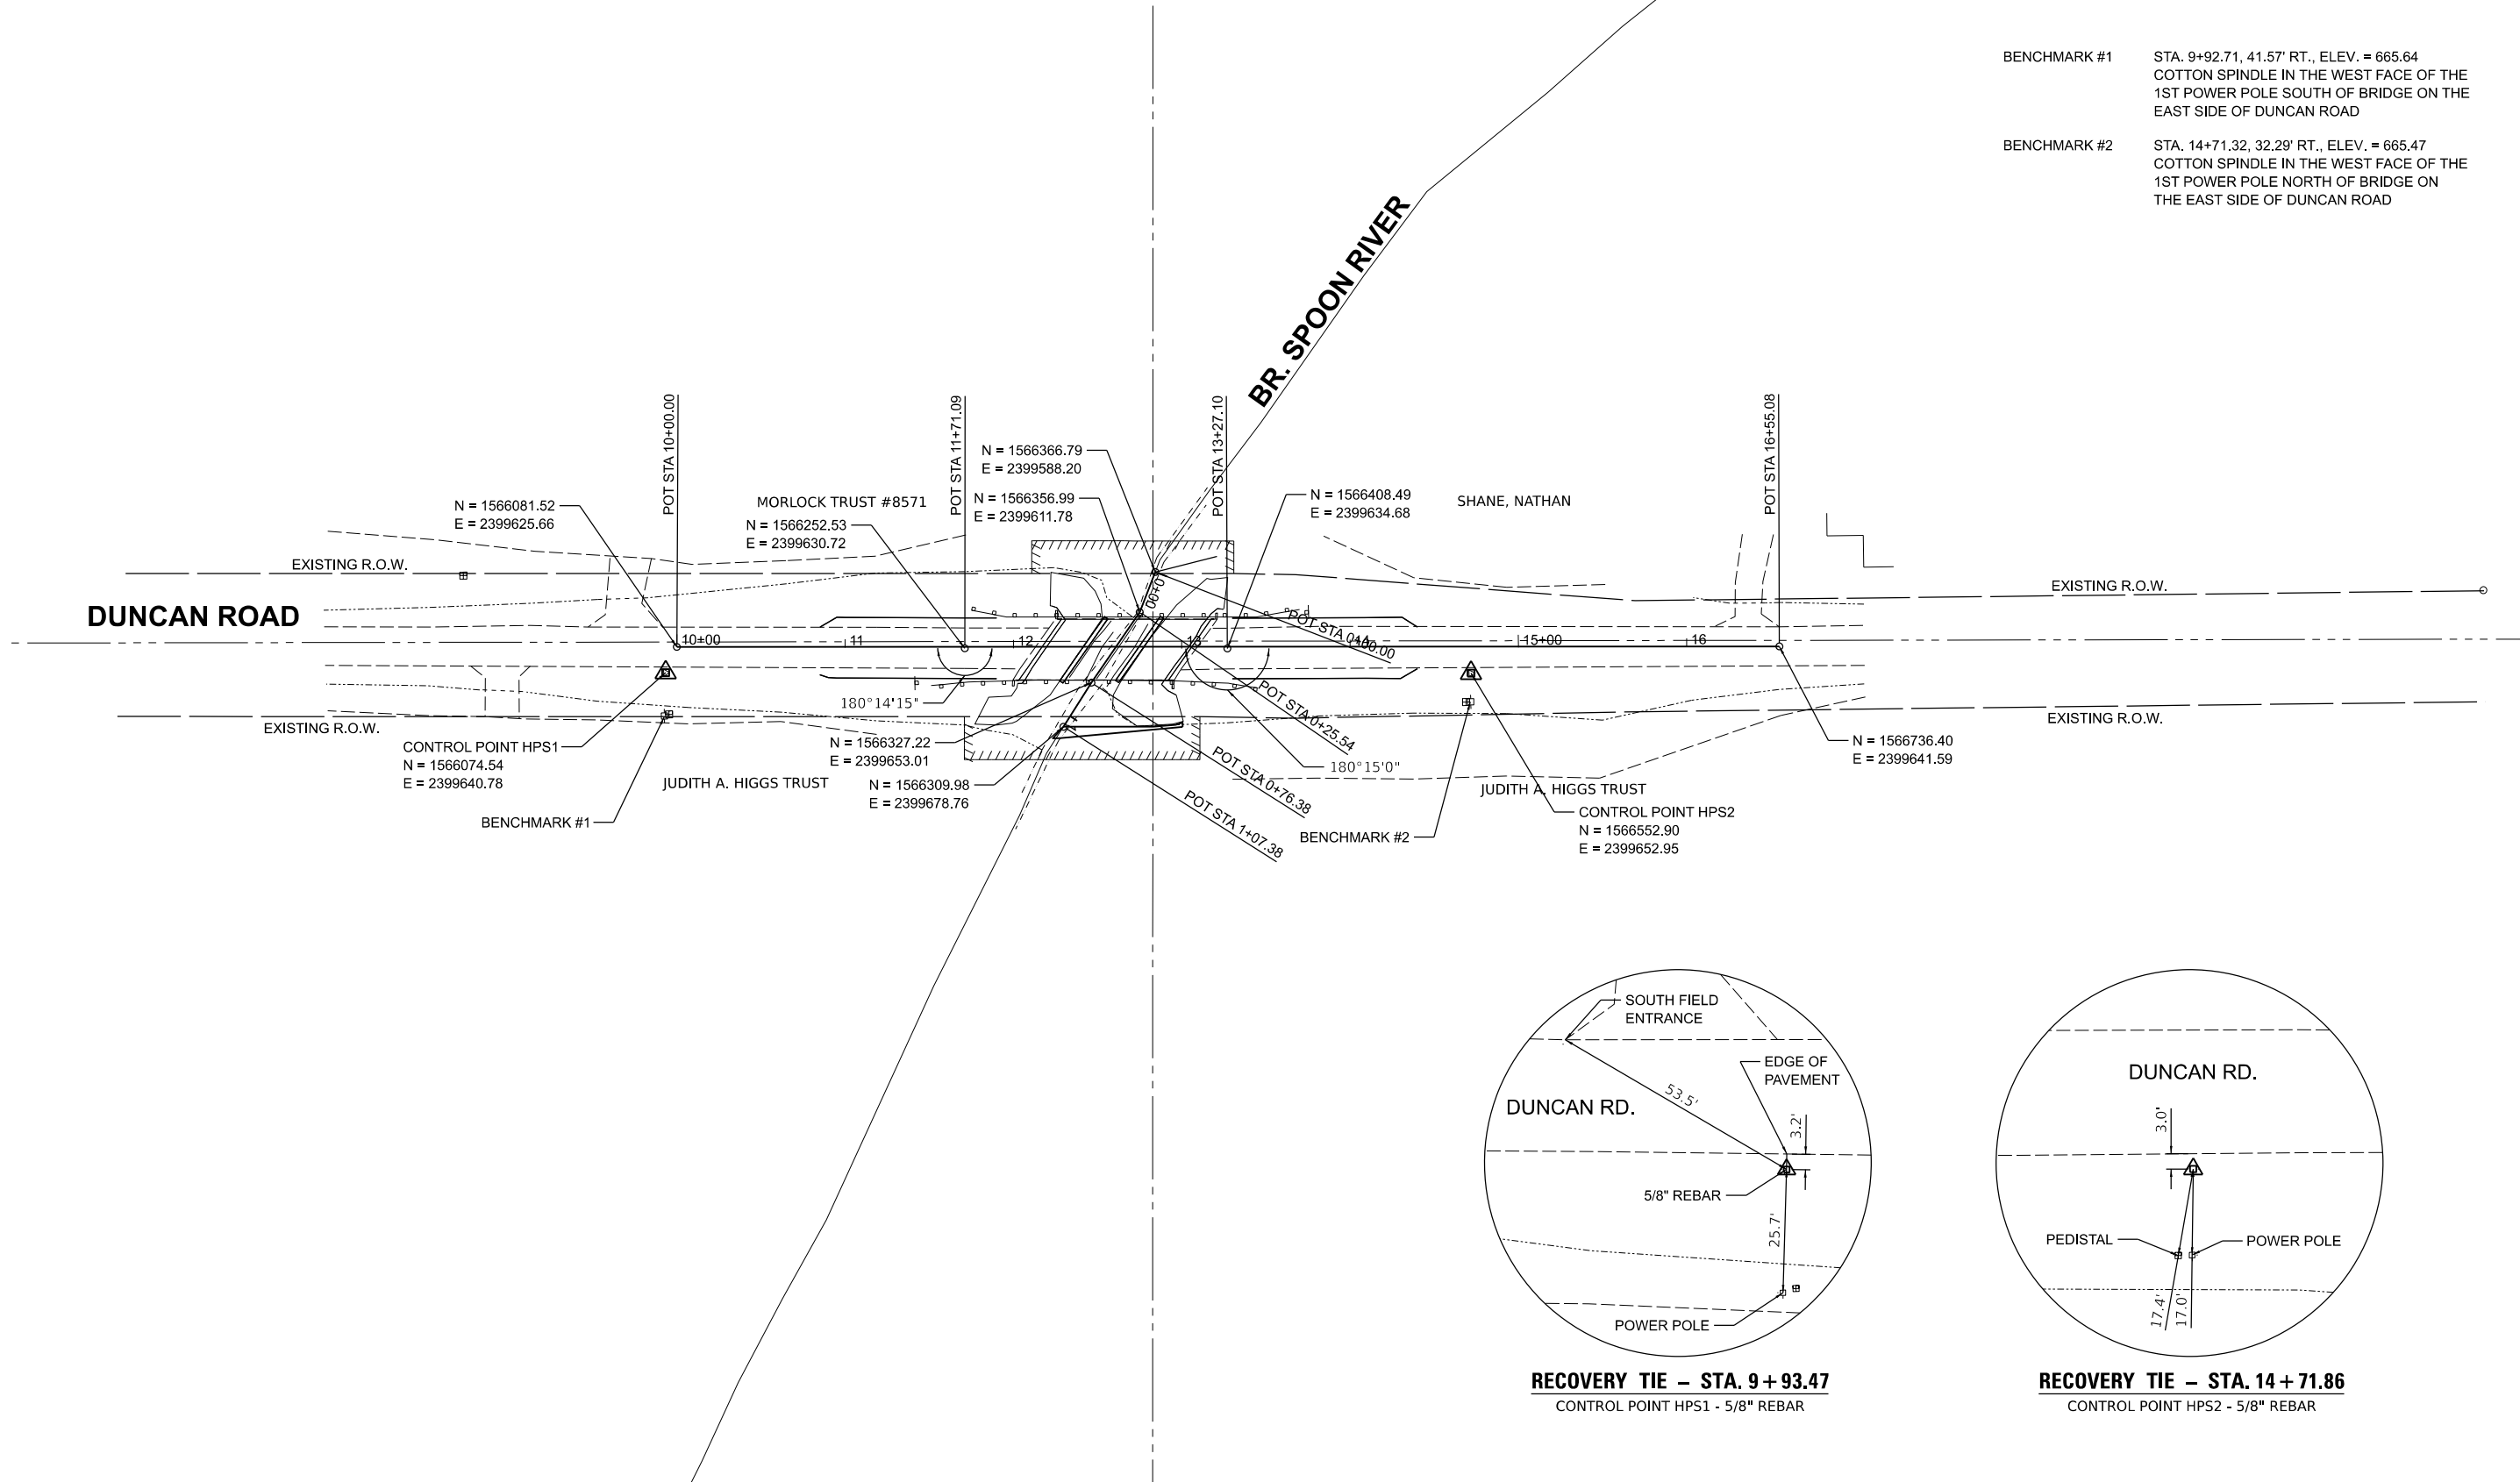 BENCHMARK #1 STA. 9+92.71, 41.57' RT., ELEV. = 665.64
COTTON SPINDLE IN THE WEST FACE OF THE
1ST POWER POLE SOUTH OF BRIDGE ON THE
EAST SIDE OF DUNCAN ROAD
BENCHMARK #2 STA. 14+71.32, 32.29' RT., ELEV. = 665.47
COTTON SPINDLE IN THE WEST FACE OF THE
1ST POWER POLE NORTH OF BRIDGE ON
THE EAST SIDE OF DUNCAN ROAD
BR. SPOON RIVER
POT STA 10+00.00
POT STA 11+71.09
POT STA 13+27.10
POT STA 16+55.08
N = 1566081.52
E = 2399625.66
MORLOCK TRUST #8571
N = 1566252.53
E = 2399630.72
N = 1566366.79
E = 2399588.20
N = 1566356.99
E = 2399611.78
N = 1566408.49
E = 2399634.68
SHANE, NATHAN
EXISTING R.O.W.
EXISTING R.O.W.
DUNCAN ROAD
10+00
11
12
13
15+00
16
POT STA 0+00.00
POT STA 0+25.54
POT STA 0+76.38
POT STA 1+07.38
180°14'15"
180°15'0"
EXISTING R.O.W.
EXISTING R.O.W.
CONTROL POINT HPS1
N = 1566074.54
E = 2399640.78
JUDITH A. HIGGS TRUST
BENCHMARK #1
N = 1566327.22
E = 2399653.01
N = 1566309.98
E = 2399678.76
N = 1566736.40
E = 2399641.59
JUDITH A. HIGGS TRUST
CONTROL POINT HPS2
N = 1566552.90
E = 2399652.95
BENCHMARK #2
SOUTH FIELD
ENTRANCE
EDGE OF
PAVEMENT
53.5'
DUNCAN RD.
3.2'
5/8" REBAR
25.7'
POWER POLE
RECOVERY TIE – STA. 9+93.47
CONTROL POINT HPS1 - 5/8" REBAR
DUNCAN RD.
3.0'
PEDISTAL
POWER POLE
17.4'
17.0'
RECOVERY TIE – STA. 14+71.86
CONTROL POINT HPS2 - 5/8" REBAR